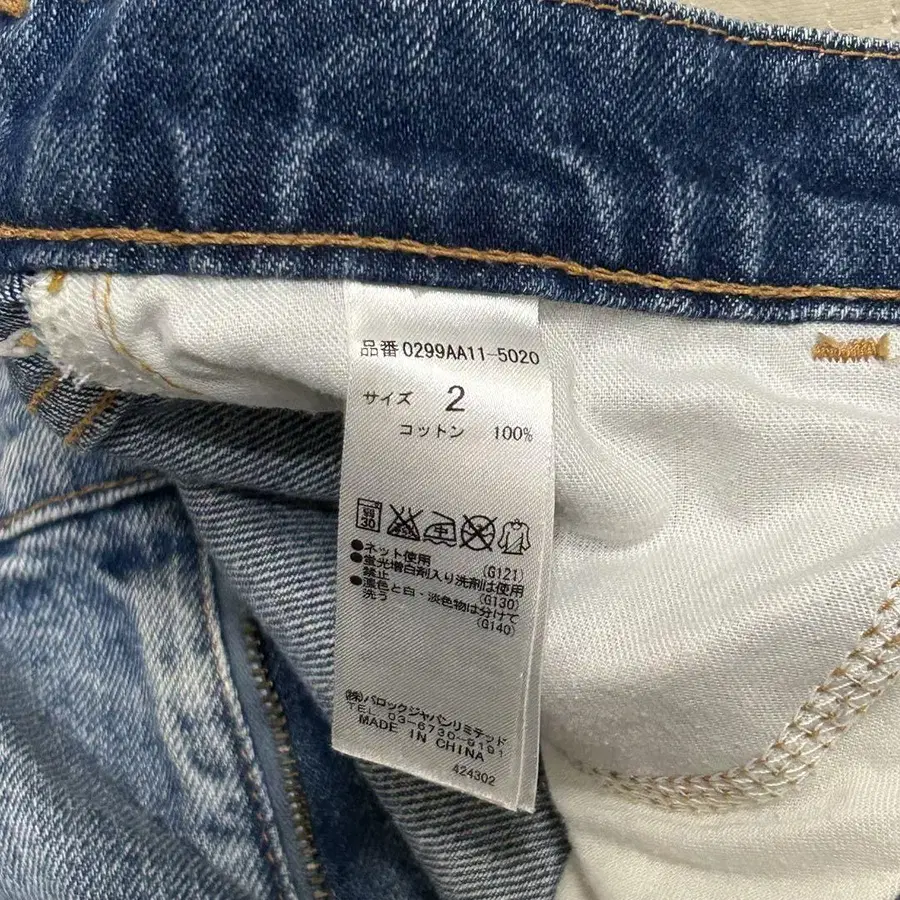 品番 0299AA11-5020
サイズ 2
コットン 100%
弱 30
中
●ネット使用 (G121)
●蛍光増白剤入り洗剤は使用
禁止 (G130)
●濃色と白・淡色物は分けて
洗う (G140)
(株)バロックジャパンリミテッド
TEL 03-6730-9191
MADE IN CHINA
424302